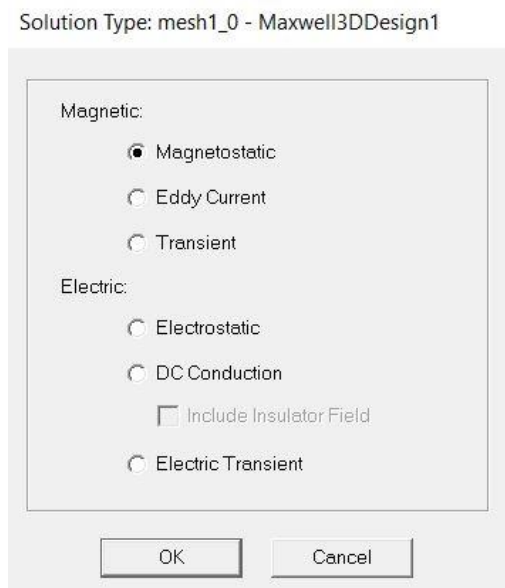 Solution Type: mesh1_0 - Maxwell3DDesign1
Magnetic:
Magnetostatic
Eddy Current
Transient
Electric:
Electrostatic
DC Conduction
Include Insulator Field
Electric Transient
OK
Cancel